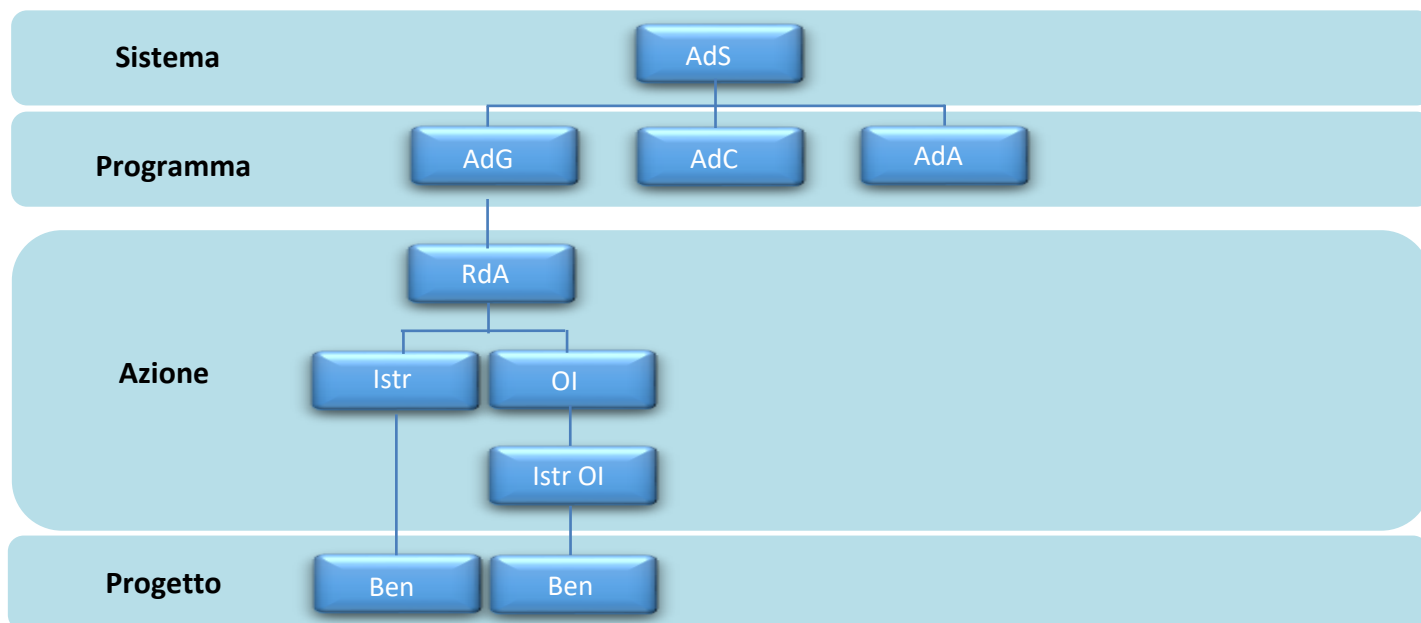 Sistema
AdS
Programma
AdG
AdC
AdA
RdA
Azione
Istr
OI
Istr OI
Progetto
Ben
Ben